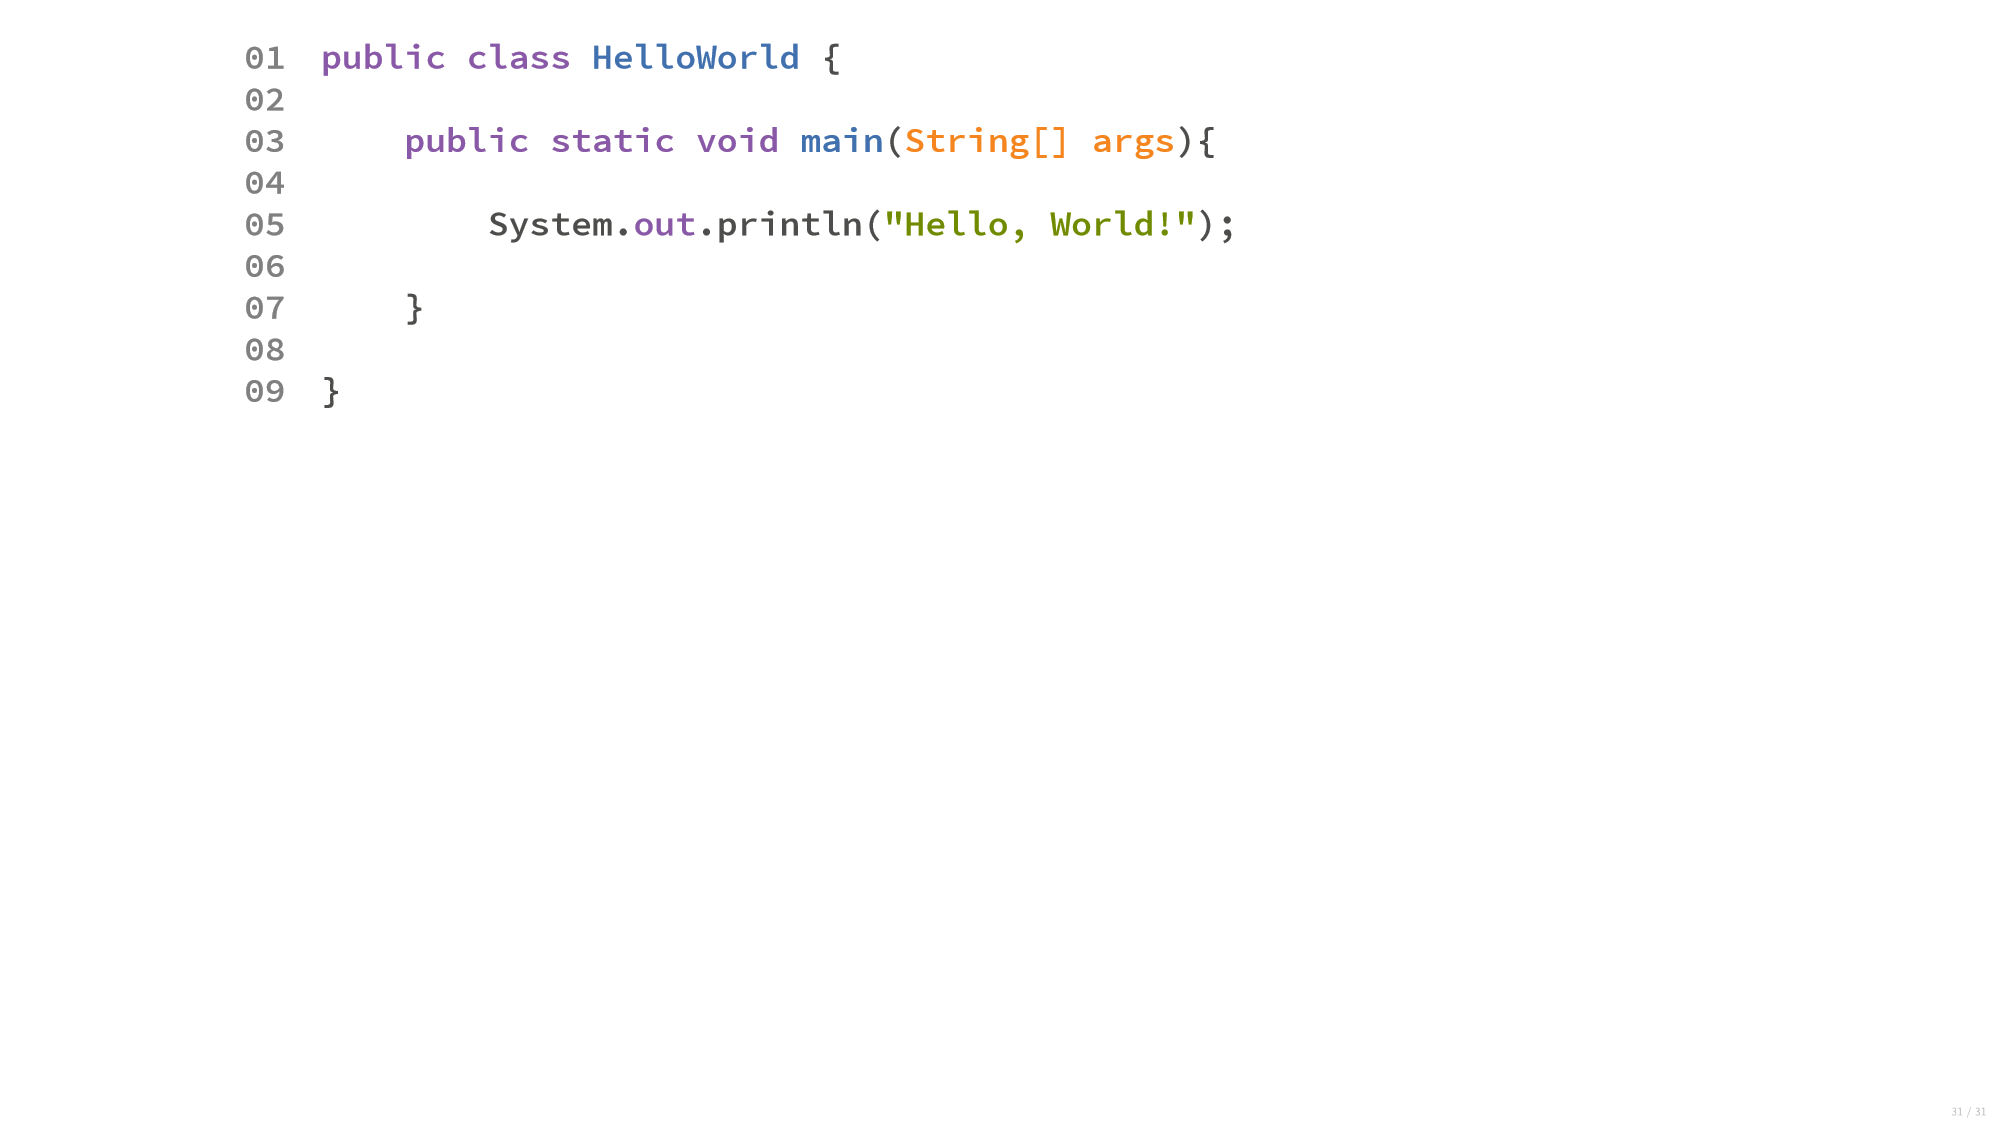 01 public class HelloWorld {
02
03     public static void main(String[] args){
04
05         System.out.println("Hello, World!");
06
07     }
08
09 }
31 / 31